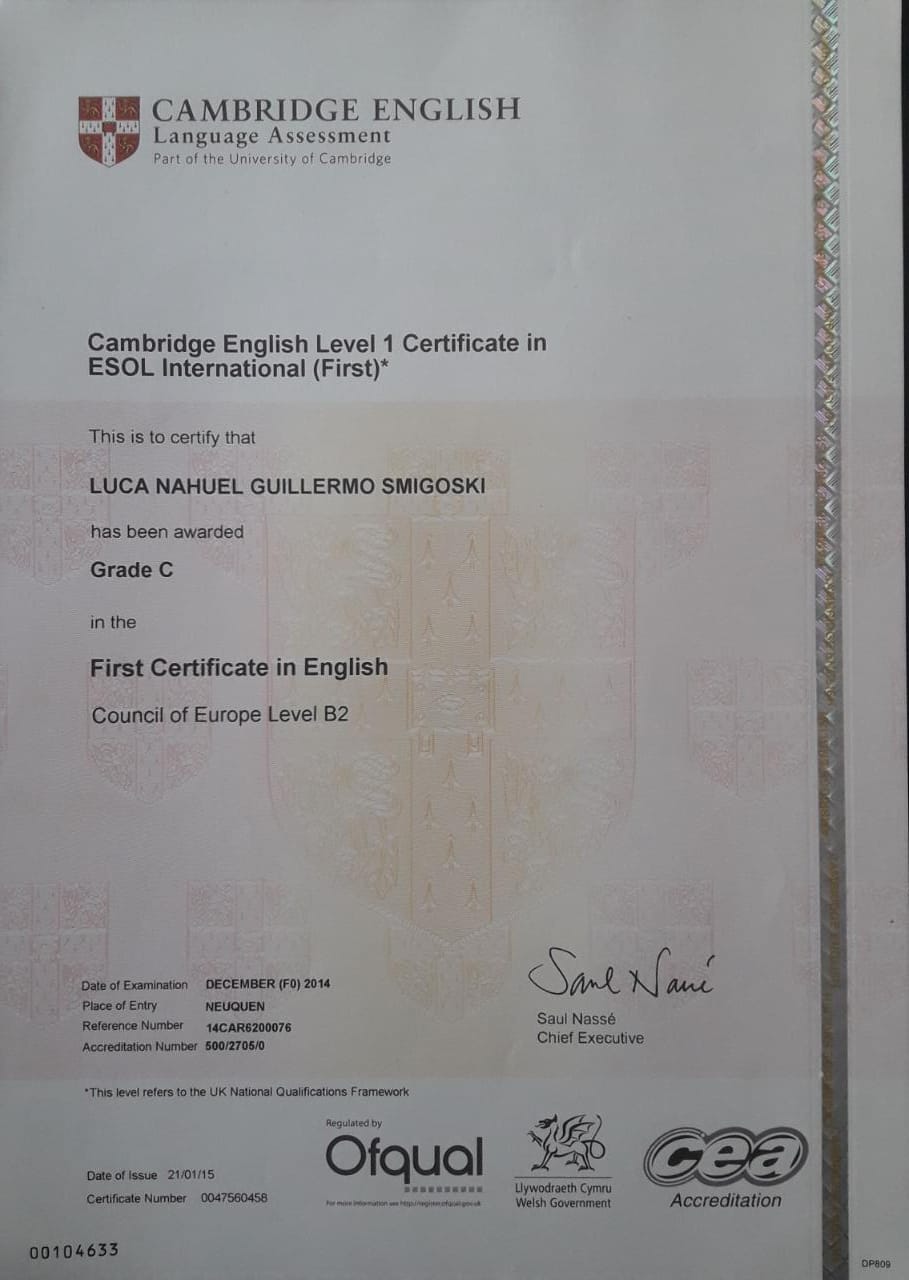 CAMBRIDGE ENGLISH
Language Assessment
Part of the University of Cambridge
Cambridge English Level 1 Certificate in
ESOL International (First)*
This is to certify that
LUCA NAHUEL GUILLERMO SMIGOSKI
has been awarded
Grade C
in the
First Certificate in English
Council of Europe Level B2
Date of Examination DECEMBER (F0) 2014
Place of Entry NEUQUEN
Reference Number 14CAR6200076
Accreditation Number 500/2705/0
Saul Nassé
Saul Nassé
Chief Executive
*This level refers to the UK National Qualifications Framework
Date of Issue 21/01/15
Certificate Number 0047560458
Regulated by
Ofqual
For more information see http://register.ofqual.gov.uk
Llywodraeth Cymru
Welsh Government
cea
Accreditation
00104633
DP809